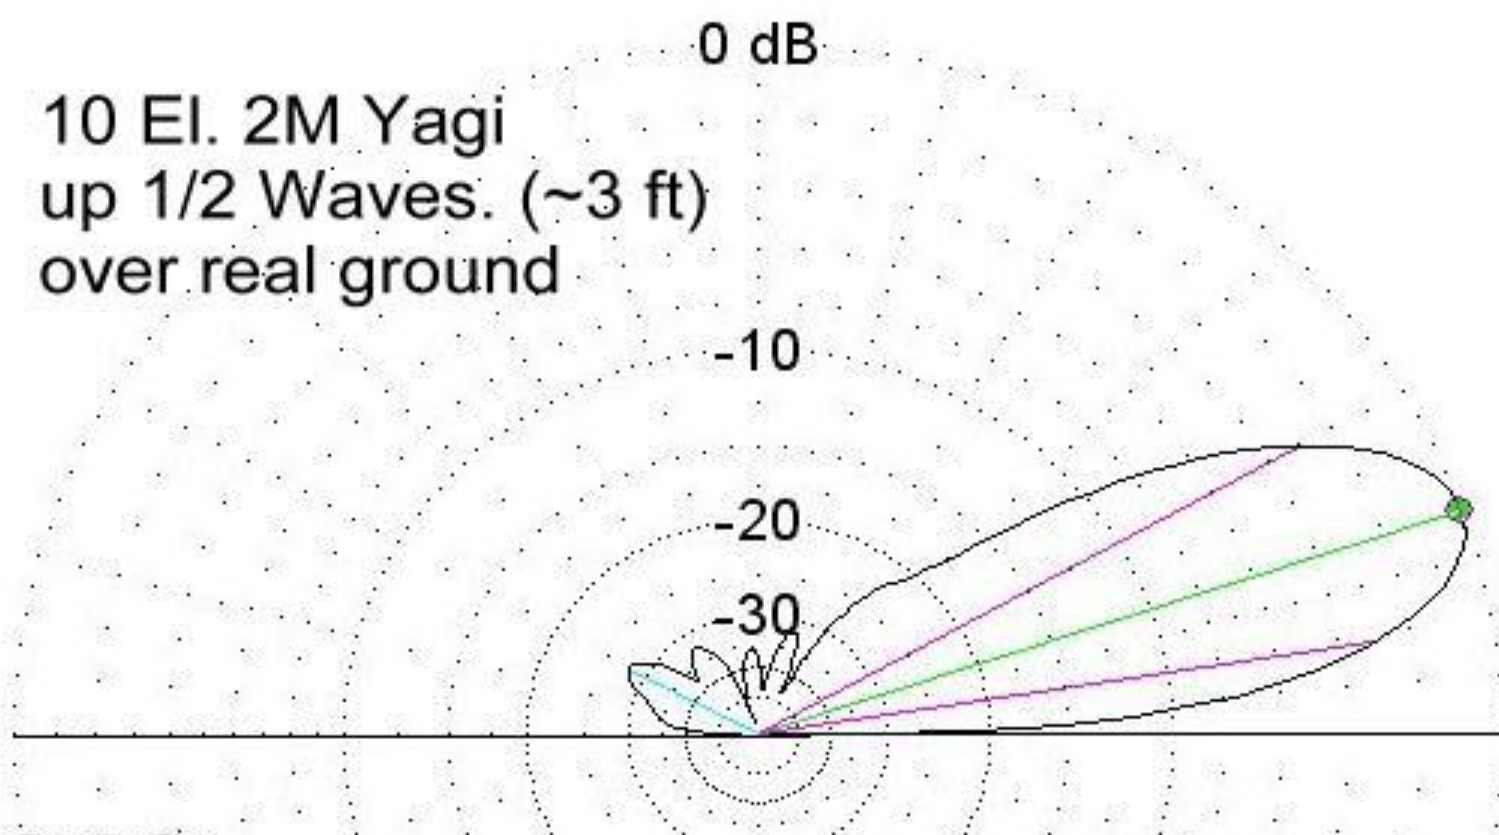 0 dB
10 El. 2M Yagi
up 1/2 Waves. (~3 ft)
over real ground
-10
-20
-30